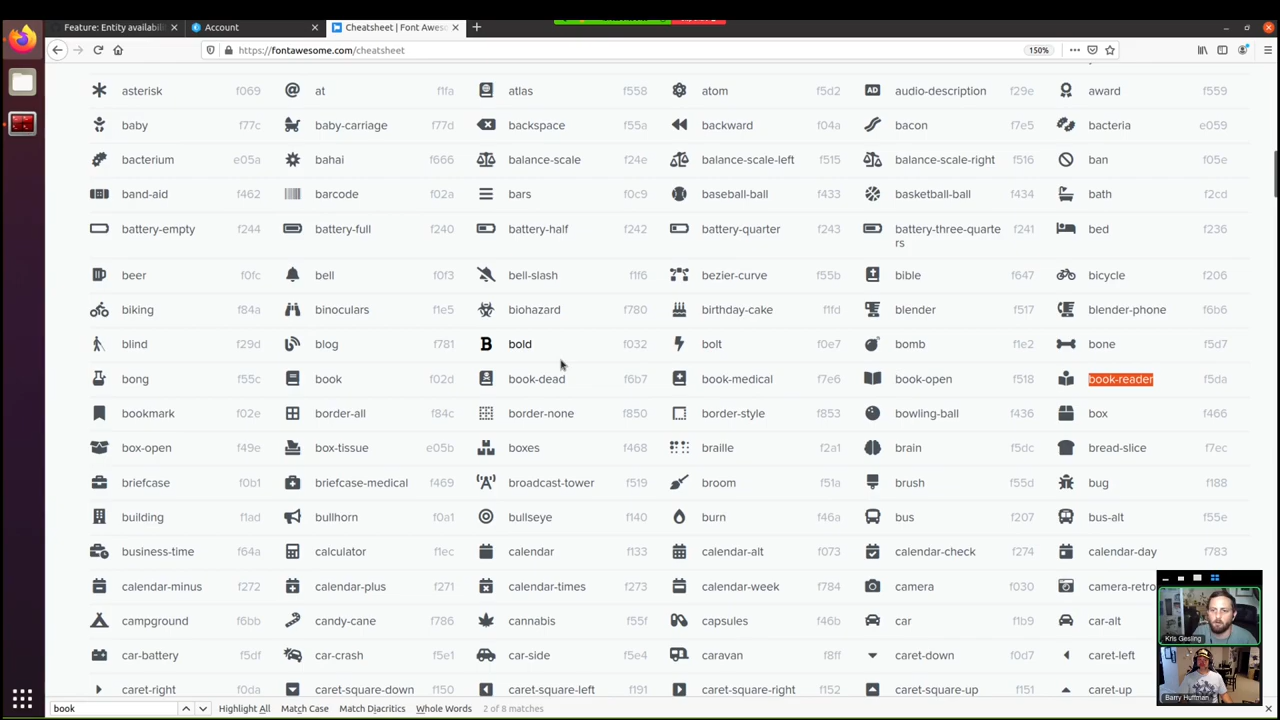 Feature: Entity availabili
Account
Cheatsheet | Font Aweso
https://fontawesome.com/cheatsheet
150%
asterisk f069 at f1fa atlas f558 atom f5d2 AD audio-description f29e award f559
baby f77c baby-carriage f77d backspace f55a backward f04a bacon f7e5 bacteria e059
bacterium e05a bahai f666 balance-scale f24e balance-scale-left f515 balance-scale-right f516 ban f05e
band-aid f462 barcode f02a bars f0c9 baseball-ball f433 basketball-ball f434 bath f2cd
battery-empty f244 battery-full f240 battery-half f242 battery-quarter f243 battery-three-quarte f241 bed f236
rs
beer f0fc bell f0f3 bell-slash f1f6 bezier-curve f55b bible f647 bicycle f206
biking f84a binoculars f1e5 biohazard f780 birthday-cake f1fd blender f517 blender-phone f6b6
blind f29d blog f781 B bold f032 bolt f0e7 bomb f1e2 bone f5d7
bong f55c book f02d book-dead f6b7 book-medical f7e6 book-open f518 book-reader f5da
bookmark f02e border-all f84c border-none f850 border-style f853 bowling-ball f436 box f466
box-open f49e box-tissue e05b boxes f468 braille f2a1 brain f5dc bread-slice f7ec
briefcase f0b1 briefcase-medical f469 broadcast-tower f519 broom f51a brush f55d bug f188
building f1ad bullhorn f0a1 bullseye f140 burn f46a bus f207 bus-alt f55e
business-time f64a calculator f1ec calendar f133 calendar-alt f073 calendar-check f274 calendar-day f783
calendar-minus f272 calendar-plus f271 calendar-times f273 calendar-week f784 camera f030 camera-retro
campground f6bb candy-cane f786 cannabis f55f capsules f46b car f1b9 car-alt
car-battery f5df car-crash f5e1 car-side f5e4 caravan f8ff caret-down f0d7 caret-left
caret-right f0da caret-square-down f150 caret-square-left f191 caret-square-right f152 caret-square-up f151 caret-up
Kris Gesling
Barry Huffman
book Highlight All Match Case Match Diacritics Whole Words 2 of 8 matches